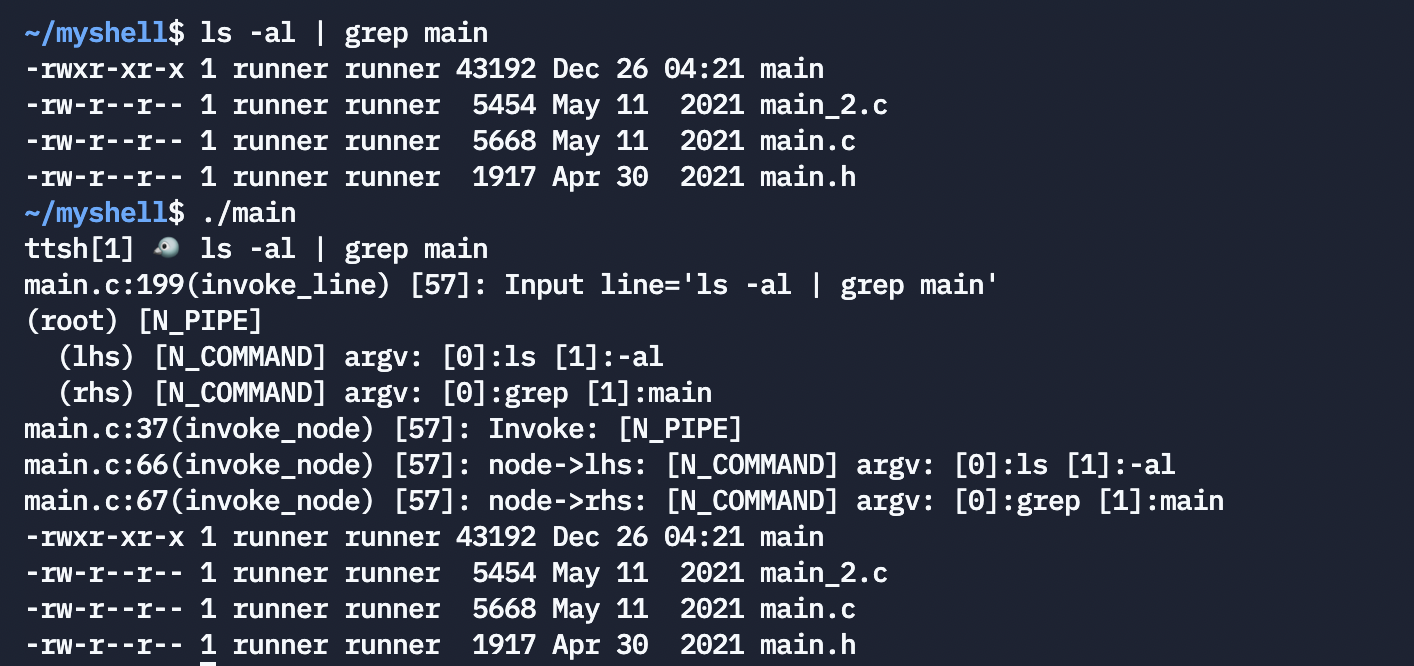 ~/myshell$ ls -al | grep main
-rwxr-xr-x 1 runner runner 43192 Dec 26 04:21 main
-rw-r--r-- 1 runner runner  5454 May 11  2021 main_2.c
-rw-r--r-- 1 runner runner  5668 May 11  2021 main.c
-rw-r--r-- 1 runner runner  1917 Apr 30  2021 main.h
~/myshell$ ./main
ttsh[1] 🐦 ls -al | grep main
main.c:199(invoke_line) [57]: Input line='ls -al | grep main'
(root) [N_PIPE]
  (lhs) [N_COMMAND] argv: [0]:ls [1]:-al
  (rhs) [N_COMMAND] argv: [0]:grep [1]:main
main.c:37(invoke_node) [57]: Invoke: [N_PIPE]
main.c:66(invoke_node) [57]: node->lhs: [N_COMMAND] argv: [0]:ls [1]:-al
main.c:67(invoke_node) [57]: node->rhs: [N_COMMAND] argv: [0]:grep [1]:main
-rwxr-xr-x 1 runner runner 43192 Dec 26 04:21 main
-rw-r--r-- 1 runner runner  5454 May 11  2021 main_2.c
-rw-r--r-- 1 runner runner  5668 May 11  2021 main.c
-rw-r--r-- 1 runner runner  1917 Apr 30  2021 main.h